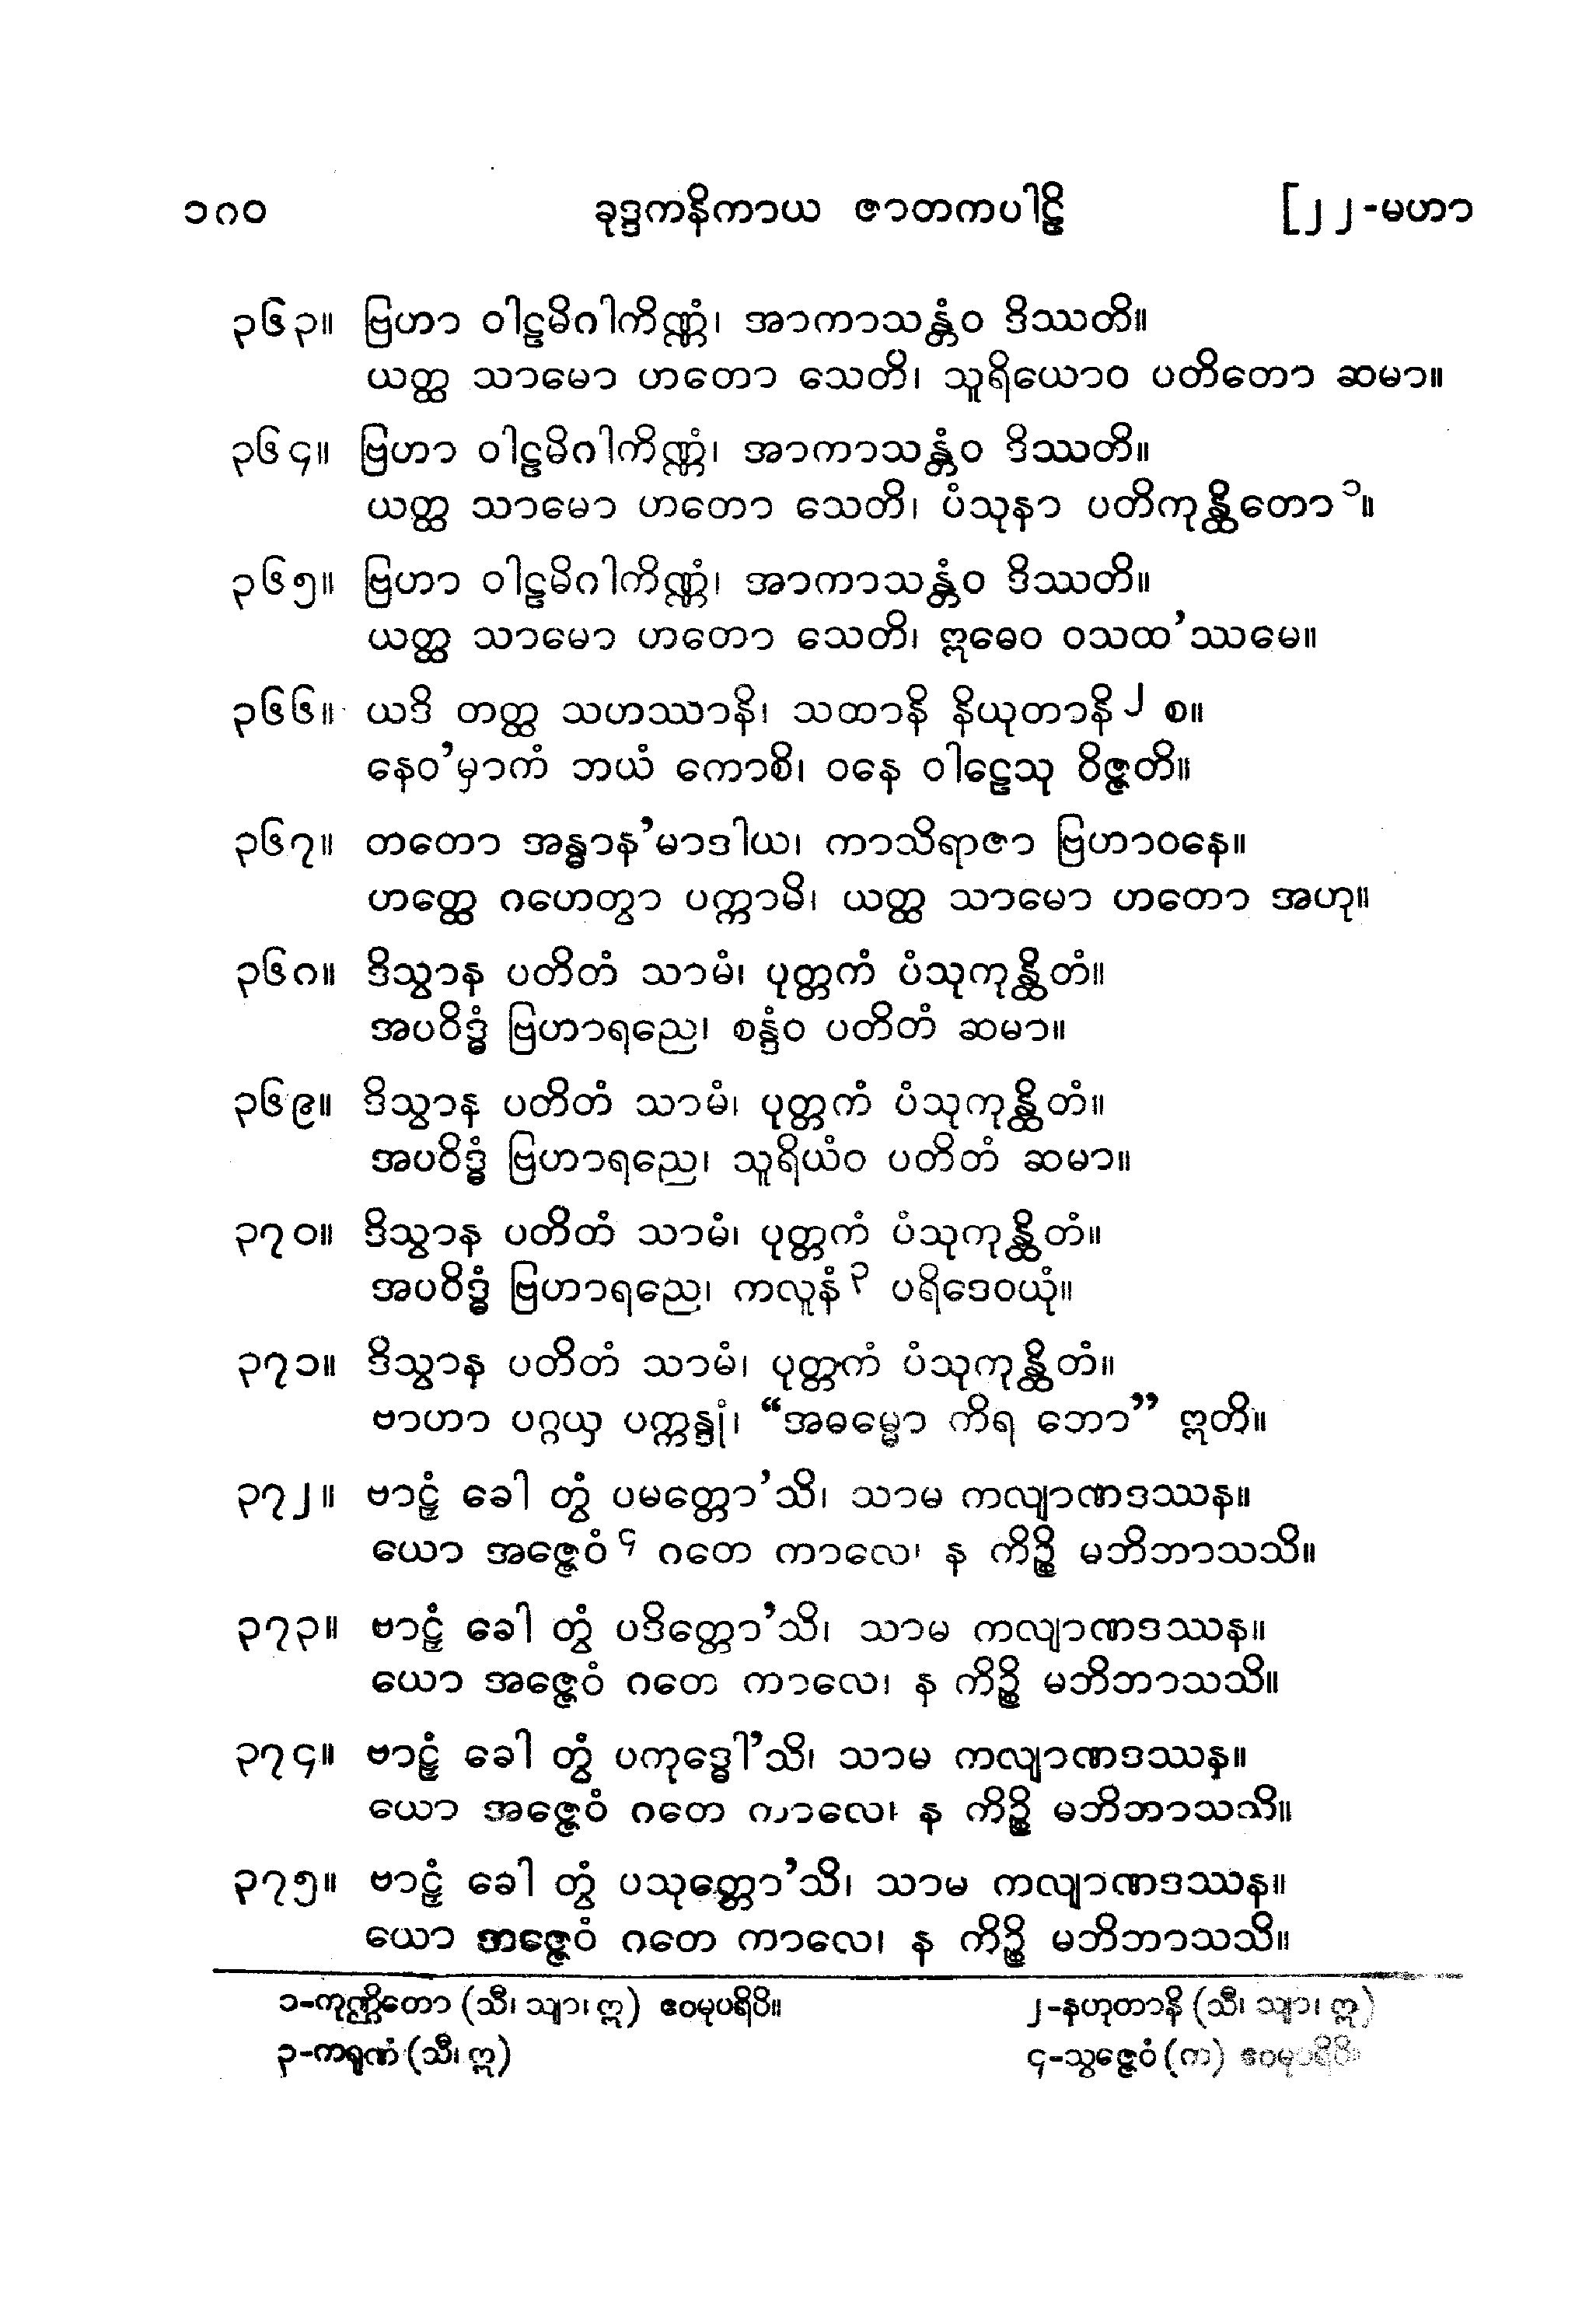 ၁၈၀ ခုဒ္ဒကနိကာယ ဇာတကပါဠိ [၂၂-မဟာ
၃၆၃။ ဗြဟာ ဝါဠမိဂါကိဏ္ဏံ၊ အာကာသန္တံဝ ဒိဿတိ။
ယတ္ထ သာမော ဟတော သေတိ၊ သူရိယောဝ ပတိတော ဆမာ။
၃၆၄။ ဗြဟာ ဝါဠမိဂါကိဏ္ဏံ၊ အာကာသန္တံဝ ဒိဿတိ။
ယတ္ထ သာမော ဟတော သေတိ၊ ပံသုနာ ပတိကုန္ထိတော၁။
၃၆၅။ ဗြဟာ ဝါဠမိဂါကိဏ္ဏံ၊ အာကာသန္တံဝ ဒိဿတိ။
ယတ္ထ သာမော ဟတော သေတိ၊ ဣဓေဝ ဝသထ’ဿမေ။
၃၆၆။ ယဒိ တတ္ထ သဟဿာနိ၊ သတာနိ နိယုတာနိ၂ စ။
နေဝ’မှာကံ ဘယံ ကောစိ၊ ဝနေ ဝါဠေသု ဝိဇ္ဇတိ။
၃၆၇။ တတော အန္ဓာန’မာဒါယ၊ ကာသိရာဇာ ဗြဟာဝနေ။
ဟတ္ထေ ဂဟေတွာ ပက္ကာမိ၊ ယတ္ထ သာမော ဟတော အဟု။
၃၆၈။ ဒိသွာန ပတိတံ သာမံ၊ ပုတ္တကံ ပံသုကုန္ထိတံ။
အပဝိဒ္ဓံ ဗြဟာရညေ၊ စန္ဒံဝ ပတိတံ ဆမာ။
၃၆၉။ ဒိသွာန ပတိတံ သာမံ၊ ပုတ္တကံ ပံသုကုန္ထိတံ။
အပဝိဒ္ဓံ ဗြဟာရညေ၊ သူရိယံဝ ပတိတံ ဆမာ။
၃၇၀။ ဒိသွာန ပတိတံ သာမံ၊ ပုတ္တကံ ပံသုကုန္ထိတံ။
အပဝိဒ္ဓံ ဗြဟာရညေ၊ ကလူနံ၃ ပရိဒေဝယုံ။
၃၇၁။ ဒိသွာန ပတိတံ သာမံ၊ ပုတ္တကံ ပံသုကုန္ထိတံ။
ဗာဟာ ပဂ္ဂယှ ပက္ကန္ဒုံ၊ “အဓမ္မော ကိရ ဘော” ဣတိ။
၃၇၂။ ဗာဠှံ ခေါ တွံ ပမတ္တော’သိ၊ သာမ ကလျာဏဒဿန။
ယော အဇ္ဇေဝံ၄ ဂတေ ကာလေ၊ န ကိဉ္စိ မဘိဘာသသိ။
၃၇၃။ ဗာဠှံ ခေါ တွံ ပဒိတ္တော’သိ၊ သာမ ကလျာဏဒဿန။
ယော အဇ္ဇေဝံ ဂတေ ကာလေ၊ န ကိဉ္စိ မဘိဘာသသိ။
၃၇၄။ ဗာဠှံ ခေါ တွံ ပကုဒ္ဓေါ’သိ၊ သာမ ကလျာဏဒဿန။
ယော အဇ္ဇေဝံ ဂတေ ကာလေ၊ န ကိဉ္စိ မဘိဘာသသိ။
၃၇၅။ ဗာဠှံ ခေါ တွံ ပသုတ္တော’သိ၊ သာမ ကလျာဏဒဿန။
ယော အဇ္ဇေဝံ ဂတေ ကာလေ၊ န ကိဉ္စိ မဘိဘာသသိ။
၁-ကုဏ္ဌိတော (သီ၊ သျာ၊ ဣ) ဧဝမုပရိပိ။ ၂-နဟုတာနိ (သီ၊ သျာ၊ ဣ)
၃-ကရုဏံ (သီ၊ ဣ) ၄-သွဇ္ဇေဝံ (က) ဧဝမုပရိပိ။